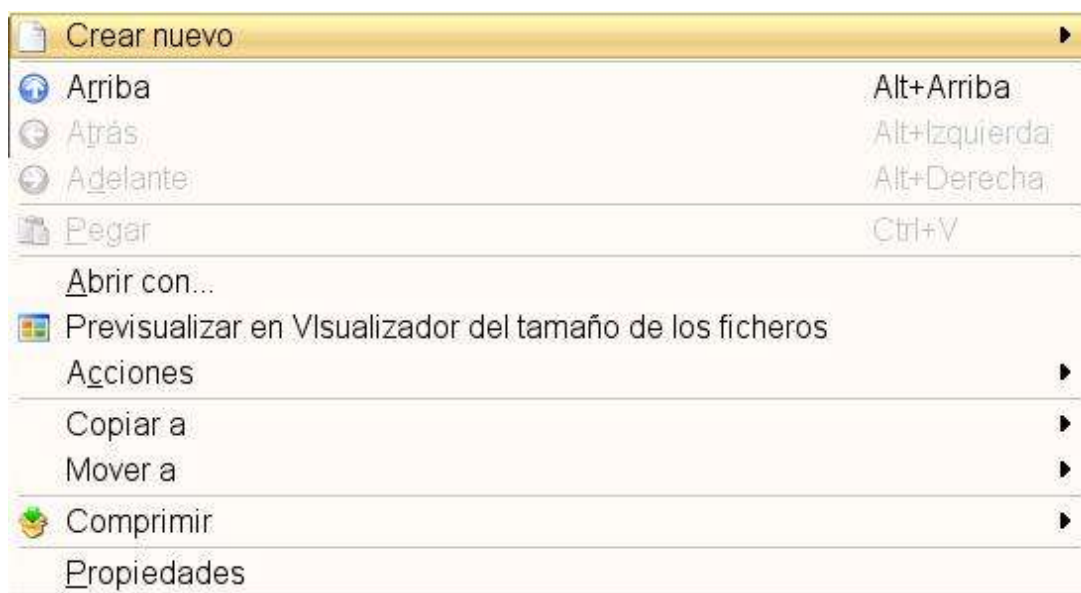 Crear nuevo
Arriba Alt+Arriba
Atrás Alt+Izquierda
Adelante Alt+Derecha
Pegar Ctrl+V
Abrir con...
Previsualizar en VIsualizador del tamaño de los ficheros
Acciones
Copiar a
Mover a
Comprimir
Propiedades